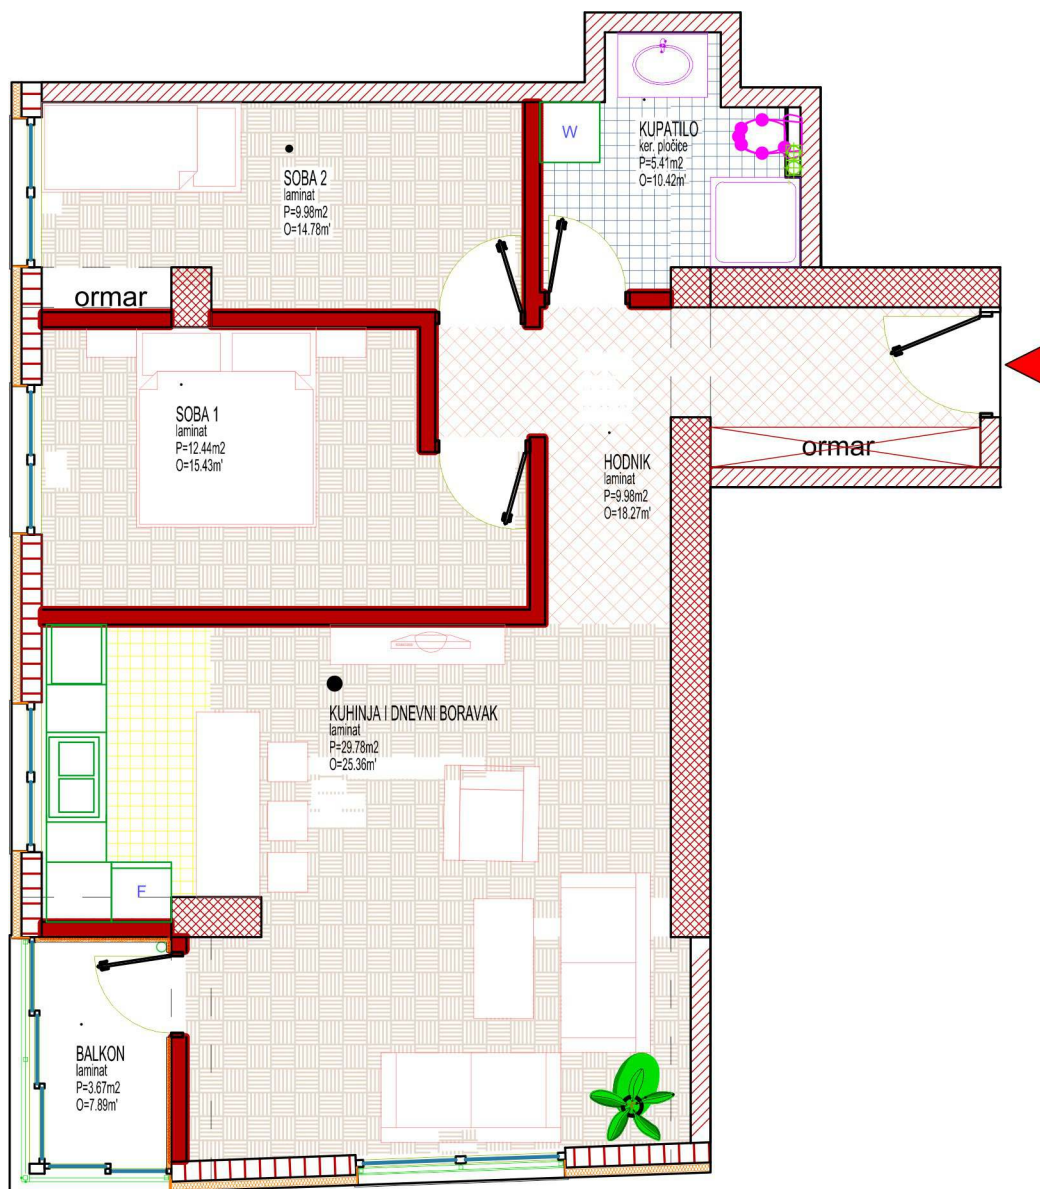 W
KUPATILO
ker. pločice
P=5.41m2
O=10.42m'
SOBA 2
laminat
P=9.98m2
O=14.78m'
ormar
SOBA 1
laminat
P=12.44m2
O=15.43m'
ormar
HODNIK
laminat
P=9.98m2
O=18.27m'
KUHINJA I DNEVNI BORAVAK
laminat
P=29.78m2
O=25.36m'
F
BALKON
laminat
P=3.67m2
O=7.89m'